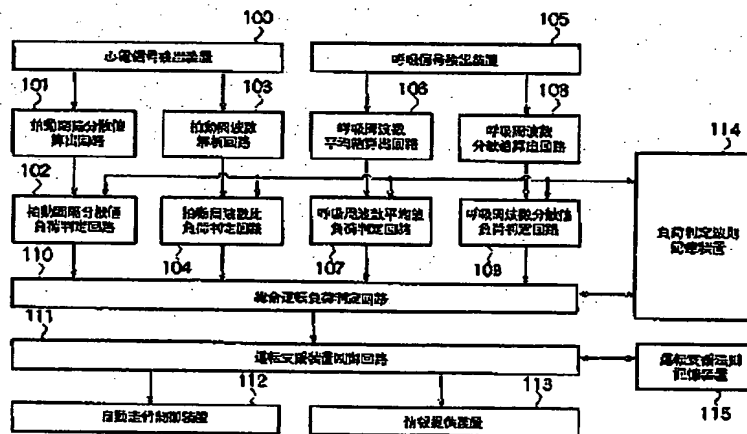 100
105
心電信号検出装置
呼吸信号検出装置
101
103
106
108
114
拍動間隔分散値
算出回路
拍動周波数
解析回路
呼吸周波数
平均値算出回路
呼吸周波数
分散値算出回路
102
拍動間隔分散値
負荷判定回路
拍動周波数比
負荷判定回路
呼吸周波数平均値
負荷判定回路
呼吸周波数分散値
負荷判定回路
負荷判定規則
記憶装置
110
104
107
109
総合運転負荷判定回路
111
運転支援装置制御回路
運転支援規則
記憶装置
112
113
115
自動走行制御装置
情報提供装置